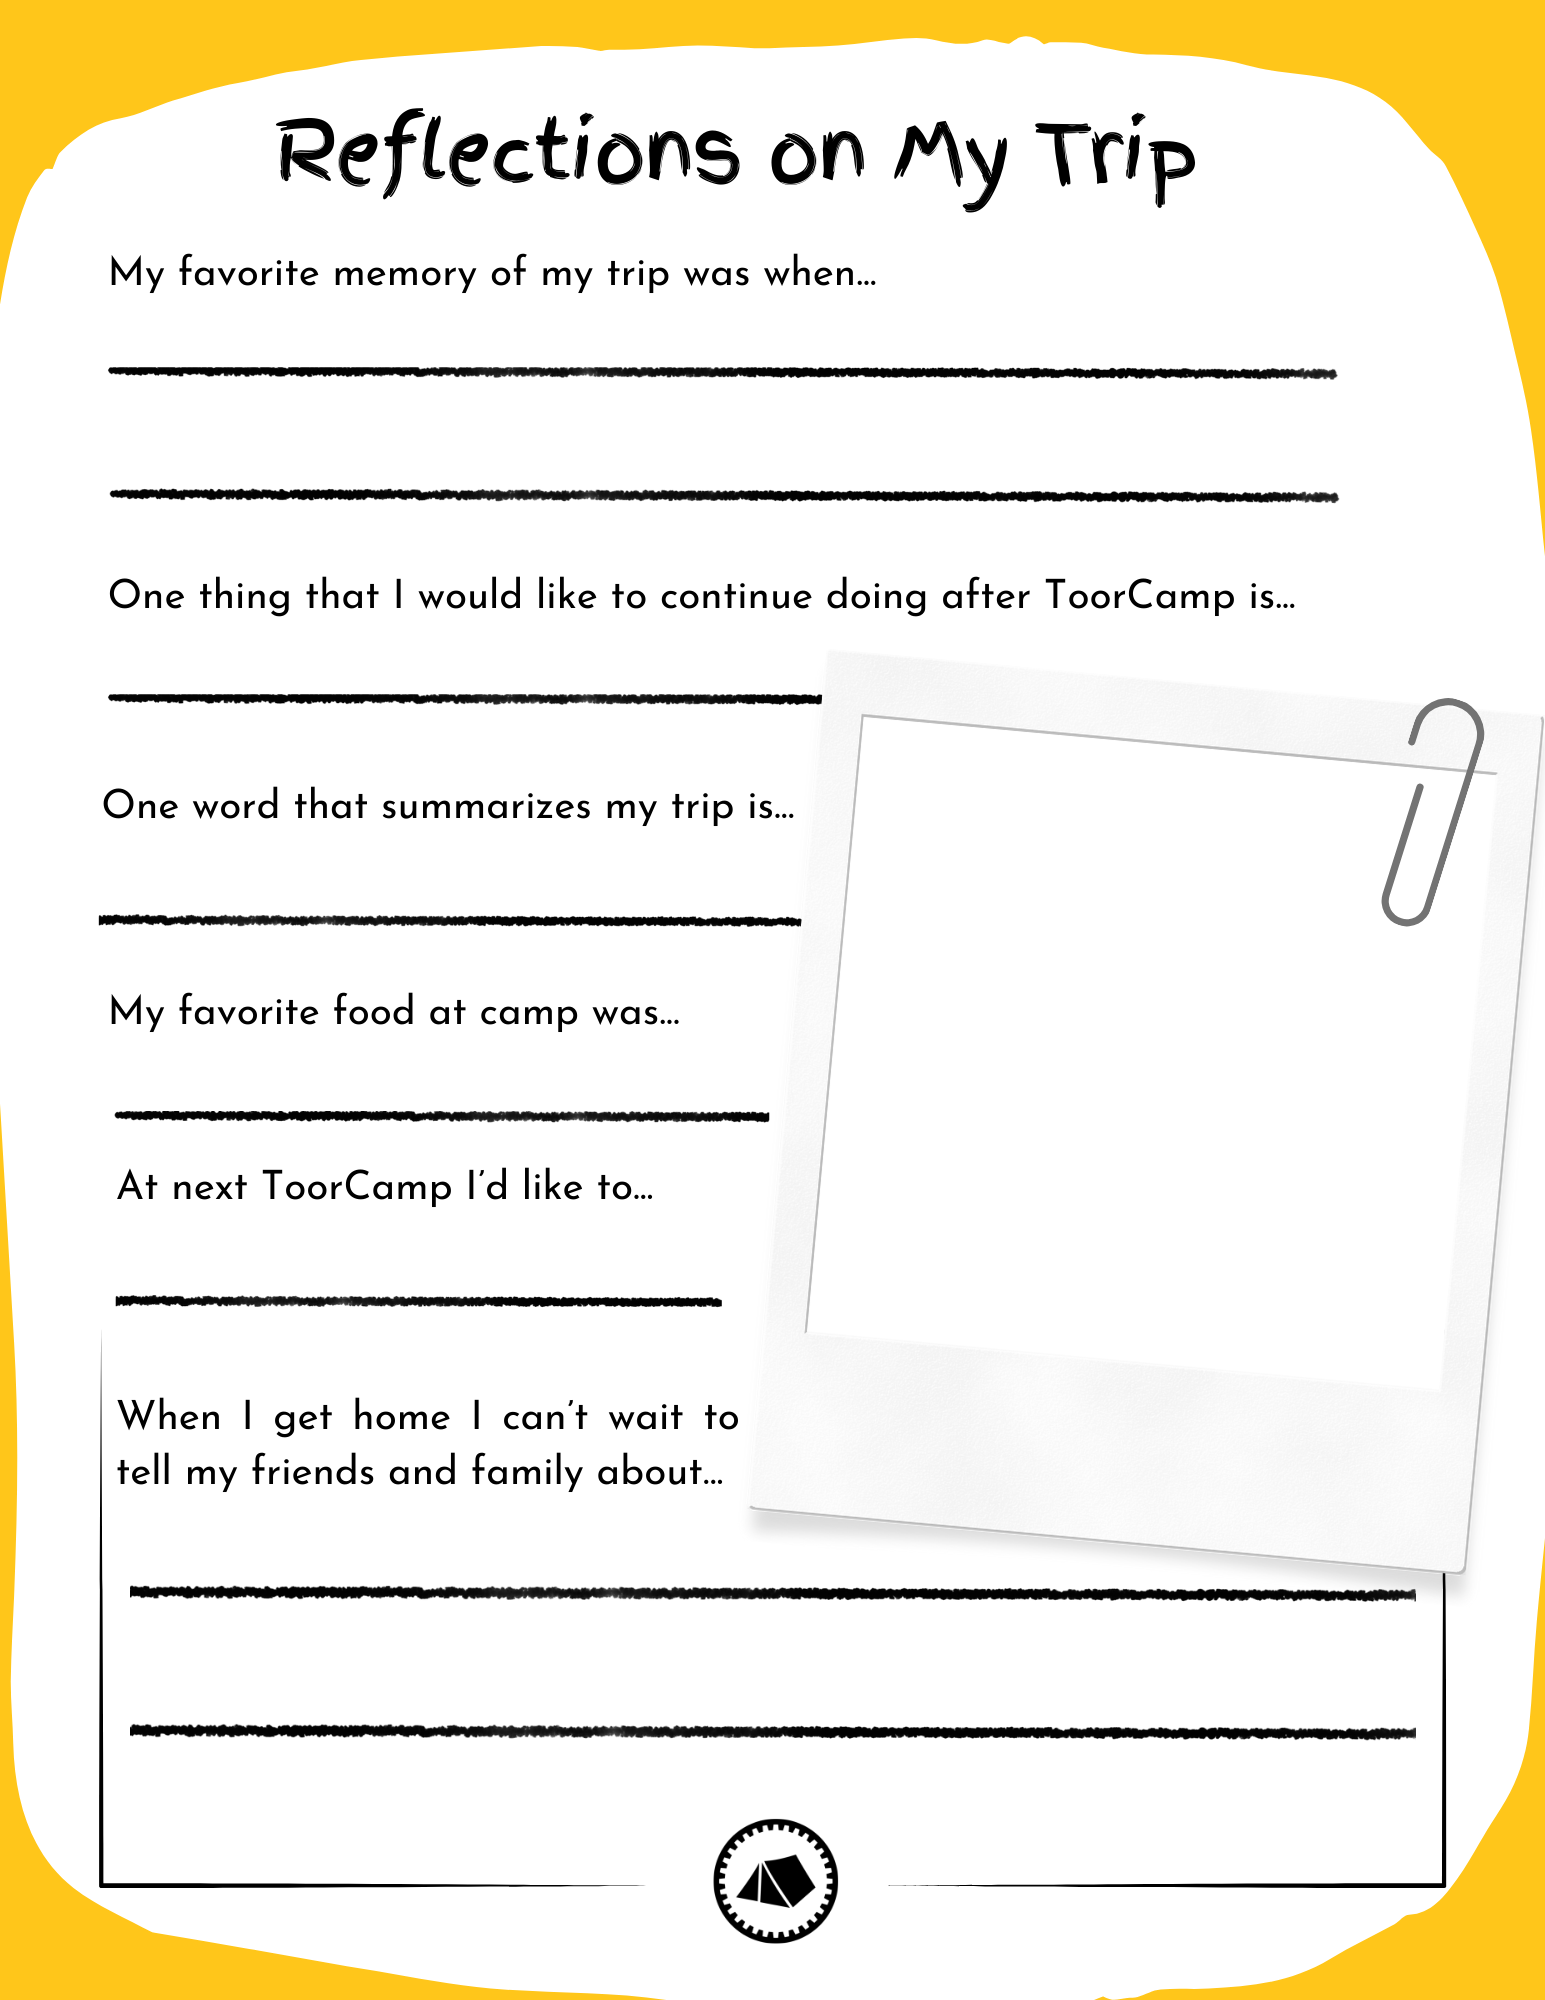 Reflections on My Trip
My favorite memory of my trip was when...
One thing that I would like to continue doing after ToorCamp is...
One word that summarizes my trip is...
My favorite food at camp was...
At next ToorCamp I’d like to...
When I get home I can’t wait to
tell my friends and family about...